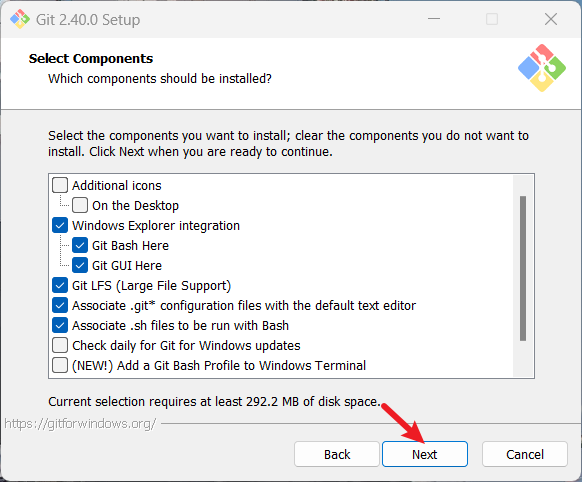 Git 2.40.0 Setup
Select Components
Which components should be installed?
Select the components you want to install; clear the components you do not want to
install. Click Next when you are ready to continue.
Additional icons
On the Desktop
Windows Explorer integration
Git Bash Here
Git GUI Here
Git LFS (Large File Support)
Associate .git* configuration files with the default text editor
Associate .sh files to be run with Bash
Check daily for Git for Windows updates
(NEW!) Add a Git Bash Profile to Windows Terminal
Current selection requires at least 292.2 MB of disk space.
https://gitforwindows.org/
Back Next Cancel